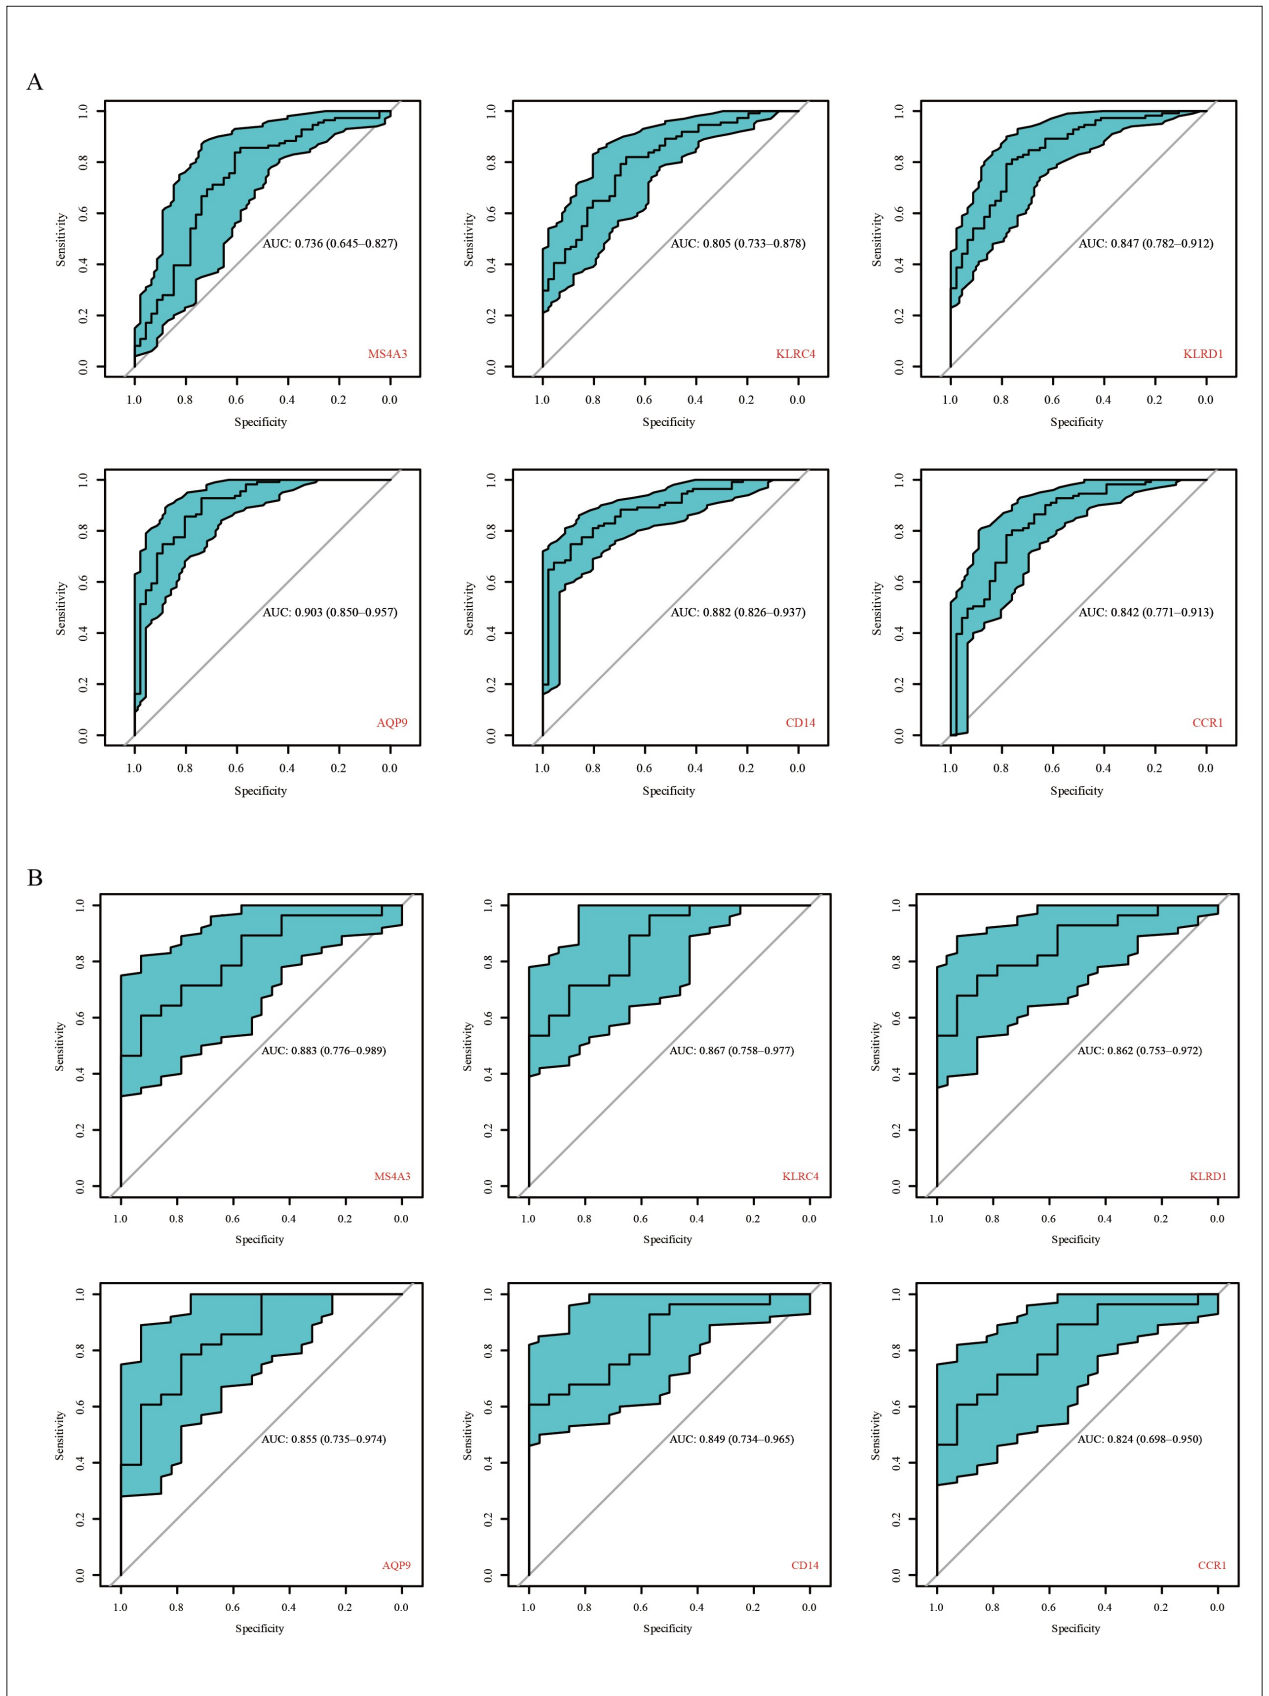 A
1.0
0.8
0.6
0.4
0.2
0.0
Sensitivity
AUC: 0.736 (0.645–0.827)
MS4A3
1.0 0.8 0.6 0.4 0.2 0.0
Specificity
1.0
0.8
0.6
0.4
0.2
0.0
Sensitivity
AUC: 0.805 (0.733–0.878)
KLRC4
1.0 0.8 0.6 0.4 0.2 0.0
Specificity
1.0
0.8
0.6
0.4
0.2
0.0
Sensitivity
AUC: 0.847 (0.782–0.912)
KLRD1
1.0 0.8 0.6 0.4 0.2 0.0
Specificity
1.0
0.8
0.6
0.4
0.2
0.0
Sensitivity
AUC: 0.903 (0.850–0.957)
AQP9
1.0 0.8 0.6 0.4 0.2 0.0
Specificity
1.0
0.8
0.6
0.4
0.2
0.0
Sensitivity
AUC: 0.882 (0.826–0.937)
CD14
1.0 0.8 0.6 0.4 0.2 0.0
Specificity
1.0
0.8
0.6
0.4
0.2
0.0
Sensitivity
AUC: 0.842 (0.771–0.913)
CCR1
1.0 0.8 0.6 0.4 0.2 0.0
Specificity
B
1.0
0.8
0.6
0.4
0.2
0.0
Sensitivity
AUC: 0.883 (0.776–0.989)
MS4A3
1.0 0.8 0.6 0.4 0.2 0.0
Specificity
1.0
0.8
0.6
0.4
0.2
0.0
Sensitivity
AUC: 0.867 (0.758–0.977)
KLRC4
1.0 0.8 0.6 0.4 0.2 0.0
Specificity
1.0
0.8
0.6
0.4
0.2
0.0
Sensitivity
AUC: 0.862 (0.753–0.972)
KLRD1
1.0 0.8 0.6 0.4 0.2 0.0
Specificity
1.0
0.8
0.6
0.4
0.2
0.0
Sensitivity
AUC: 0.855 (0.735–0.974)
AQP9
1.0 0.8 0.6 0.4 0.2 0.0
Specificity
1.0
0.8
0.6
0.4
0.2
0.0
Sensitivity
AUC: 0.849 (0.734–0.965)
CD14
1.0 0.8 0.6 0.4 0.2 0.0
Specificity
1.0
0.8
0.6
0.4
0.2
0.0
Sensitivity
AUC: 0.824 (0.698–0.950)
CCR1
1.0 0.8 0.6 0.4 0.2 0.0
Specificity